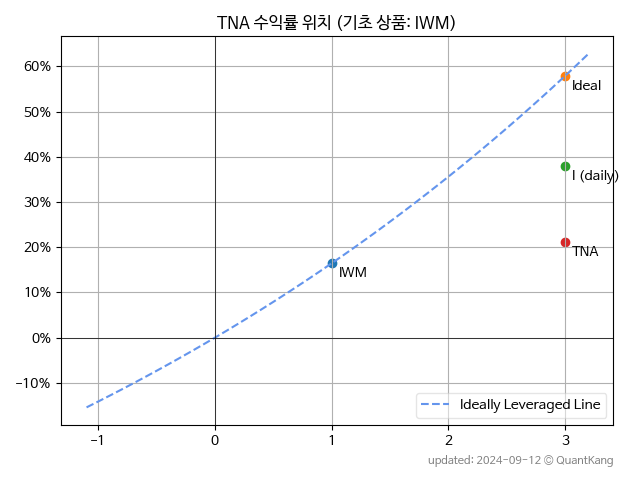 TNA 수익률 위치 (기초 상품: IWM)
60%
50%
40%
30%
20%
10%
0%
−10%
Ideal
I (daily)
TNA
IWM
Ideally Leveraged Line
−1
0
1
2
3
updated: 2024-09-12 © QuantKang